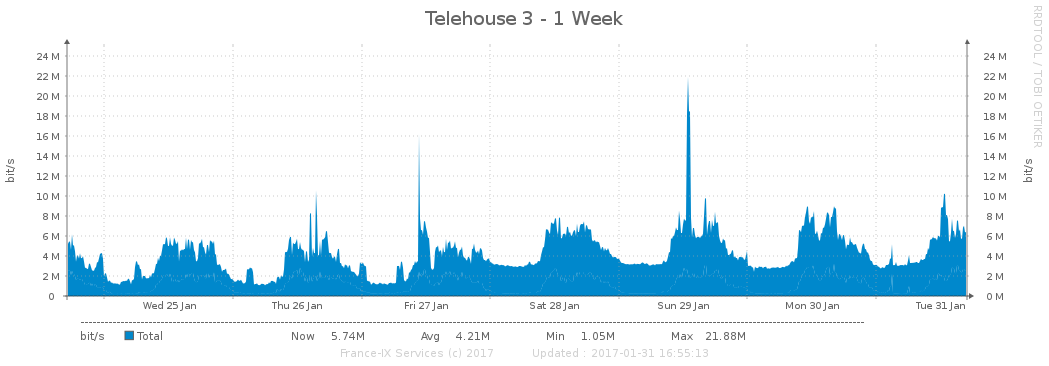 Telehouse 3 - 1 Week
RRDTOOL / TOBI OETIKER
bit/s
24 M 24 M
22 M 22 M
20 M 20 M
18 M 18 M
16 M 16 M
14 M 14 M
12 M 12 M
10 M 10 M
8 M 8 M
6 M 6 M
4 M 4 M
2 M 2 M
0 0 M
bit/s
Wed 25 Jan Thu 26 Jan Fri 27 Jan Sat 28 Jan Sun 29 Jan Mon 30 Jan Tue 31 Jan
bit/s Total Now 5.74M Avg 4.21M Min 1.05M Max 21.88M
France-IX Services (c) 2017 Updated : 2017-01-31 16:55:13